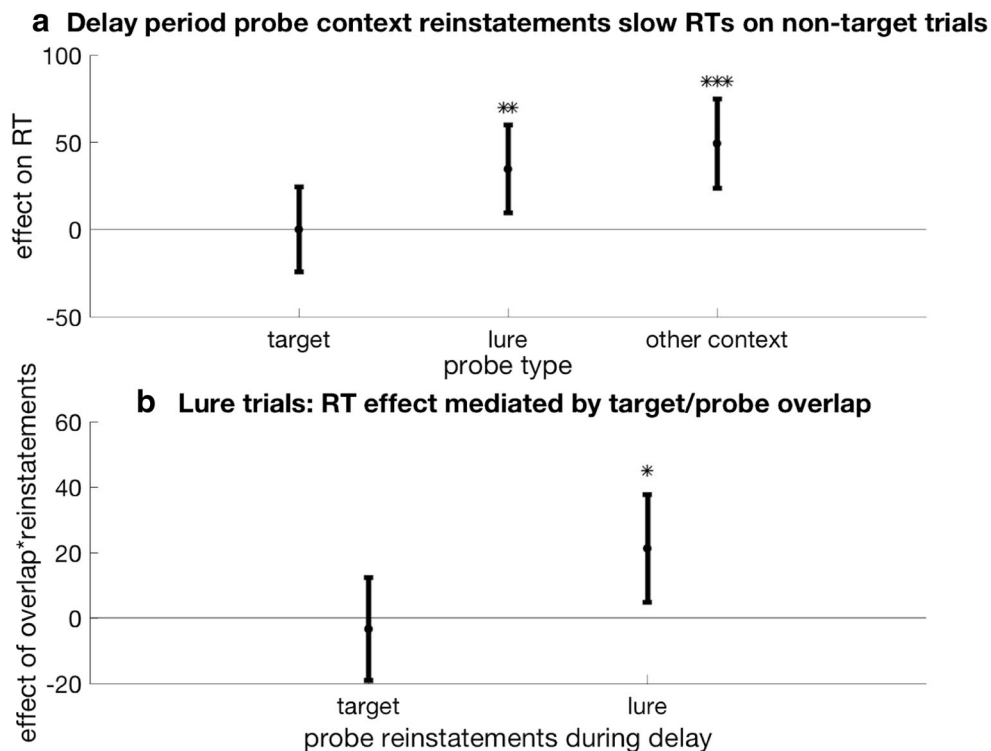 a Delay period probe context reinstatements slow RTs on non-target trials
100
50
0
-50
effect on RT
**
***
target lure other context
probe type
b Lure trials: RT effect mediated by target/probe overlap
60
40
20
0
-20
effect of overlap*reinstatements
*
target lure
probe reinstatements during delay